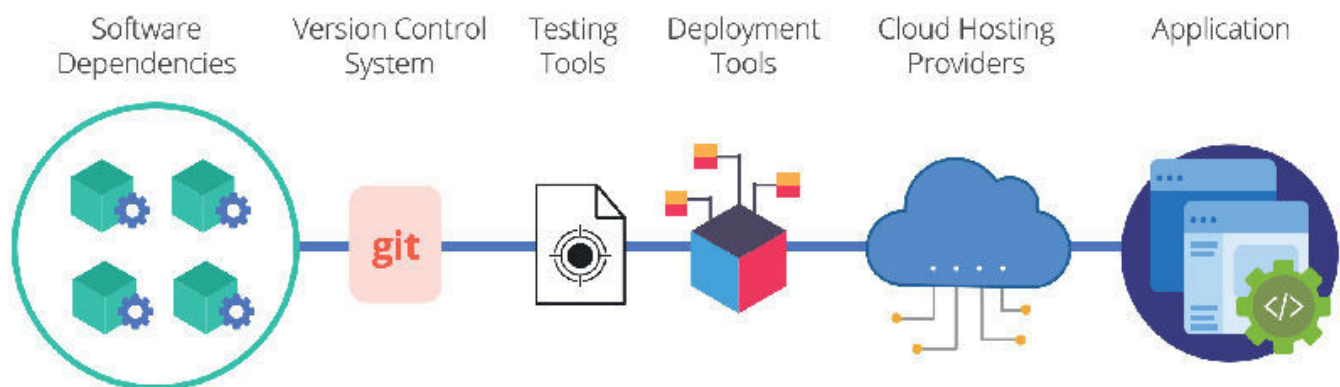 Software
Dependencies
Version Control
System
Testing
Tools
Deployment
Tools
Cloud Hosting
Providers
Application
git
</>